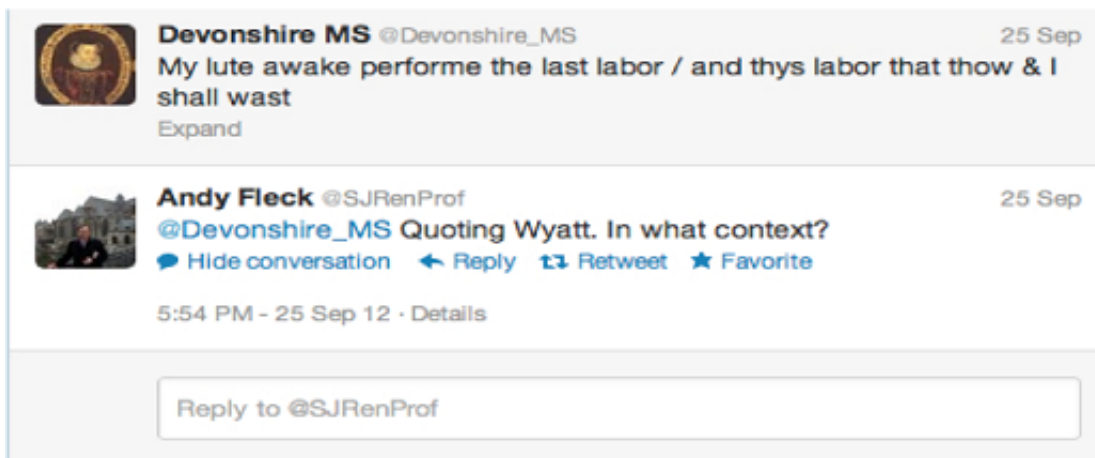 Devonshire MS @Devonshire_MS 25 Sep
My lute awake performe the last labor / and thys labor that thow & I
shall wast
Expand
Andy Fleck @SJRenProf 25 Sep
@Devonshire_MS Quoting Wyatt. In what context?
Hide conversation Reply Retweet Favorite
5:54 PM - 25 Sep 12 · Details
Reply to @SJRenProf